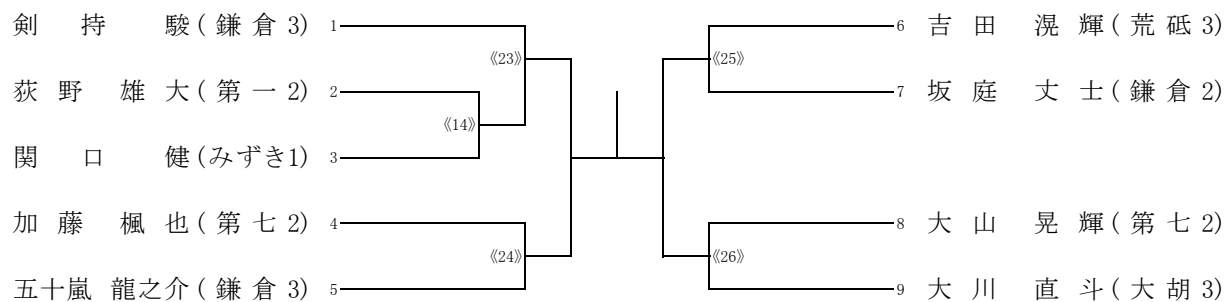 剣持 駿(鎌倉3) 1
《23》
荻野 雄大(第一2) 2
《14》
関口 健(みずき1) 3
加藤 楓也(第七2) 4
《24》
五十嵐 龍之介(鎌倉3) 5
6 吉田 滉輝(荒砥3)
《25》
7 坂庭 丈士(鎌倉2)
8 大山 晃輝(第七2)
《26》
9 大川 直斗(大胡3)